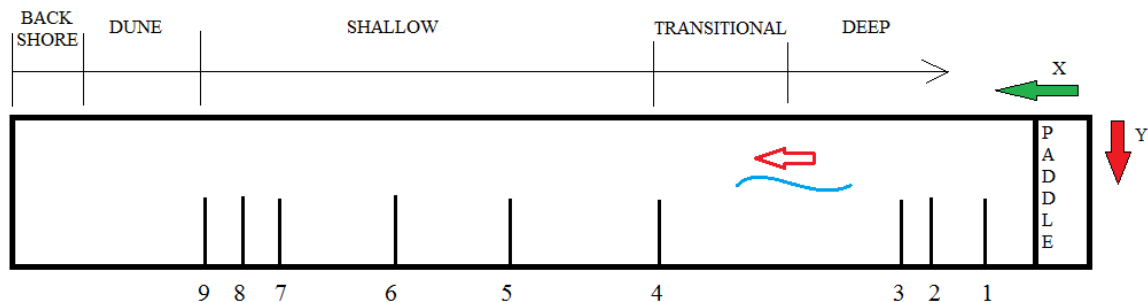 BACK
SHORE
DUNE
SHALLOW
TRANSITIONAL
DEEP
X
Y
P
A
D
D
L
E
9 8 7 6 5 4 3 2 1